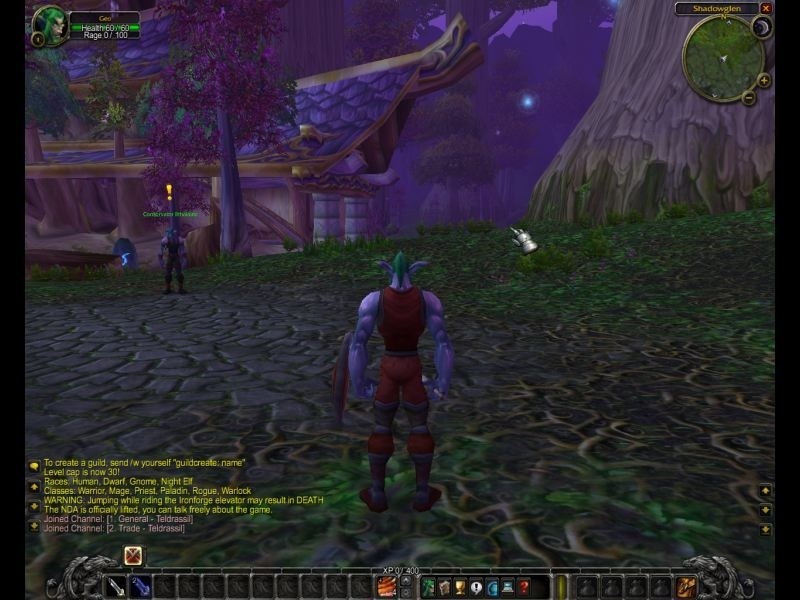 Geo
Health 60 / 60
Rage 0 / 100
Shadowglen
N
Conservator Ilthalaine
To create a guild, send /w yourself "guildcreate: name"
Level cap is now 30!
Races: Human, Dwarf, Gnome, Night Elf
Classes: Warrior, Mage, Priest, Paladin, Rogue, Warlock
WARNING: Jumping while riding the Ironforge elevator may result in DEATH
The NDA is officially lifted, you can talk freely about the game.
Joined Channel: [1. General - Teldrassil]
Joined Channel: [2. Trade - Teldrassil]
XP 0 / 400